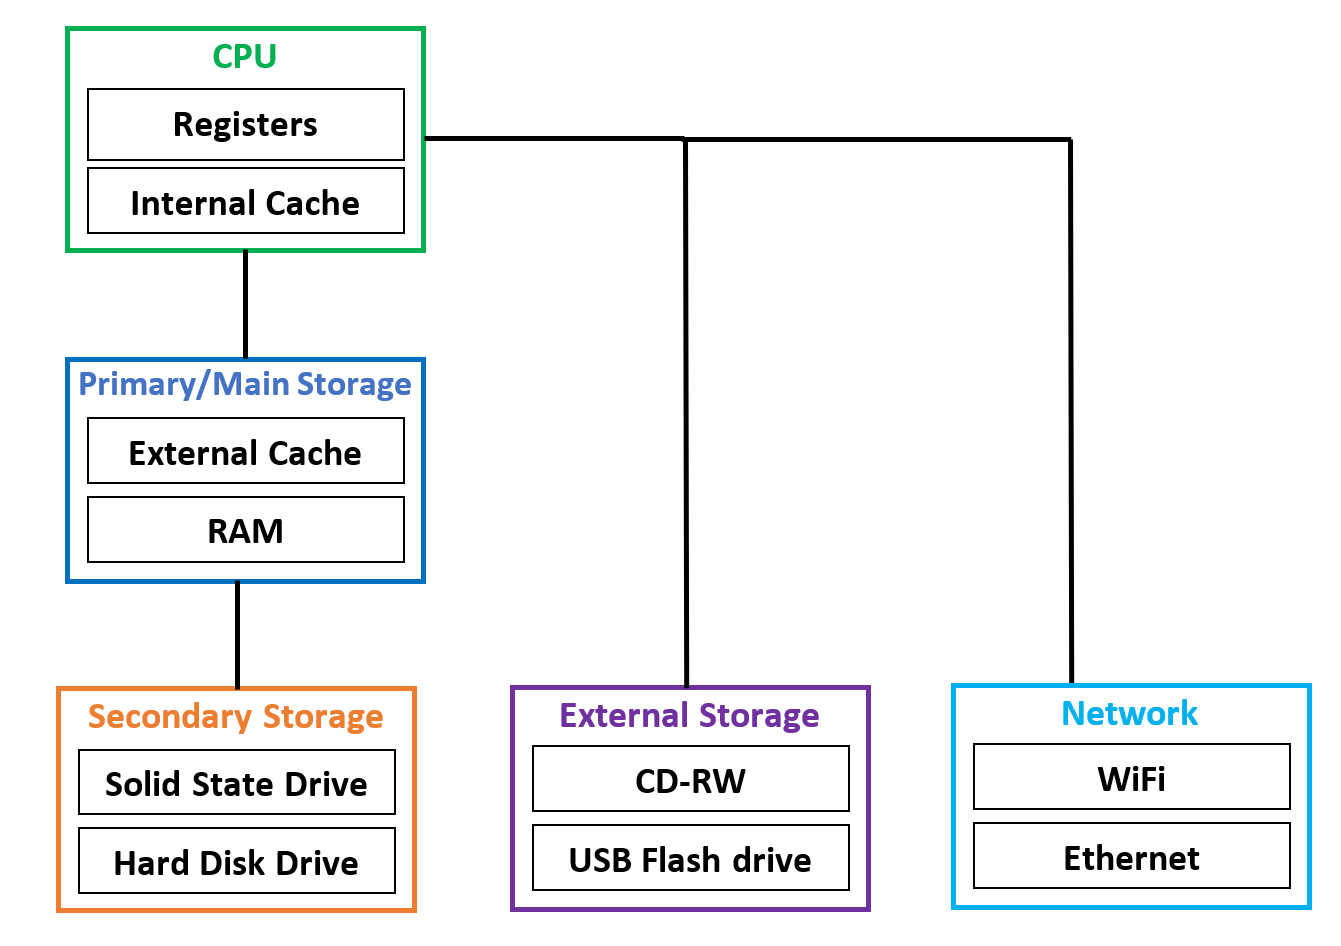 CPU
Registers
Internal Cache
Primary/Main Storage
External Cache
RAM
Secondary Storage
Solid State Drive
Hard Disk Drive
External Storage
CD-RW
USB Flash drive
Network
WiFi
Ethernet